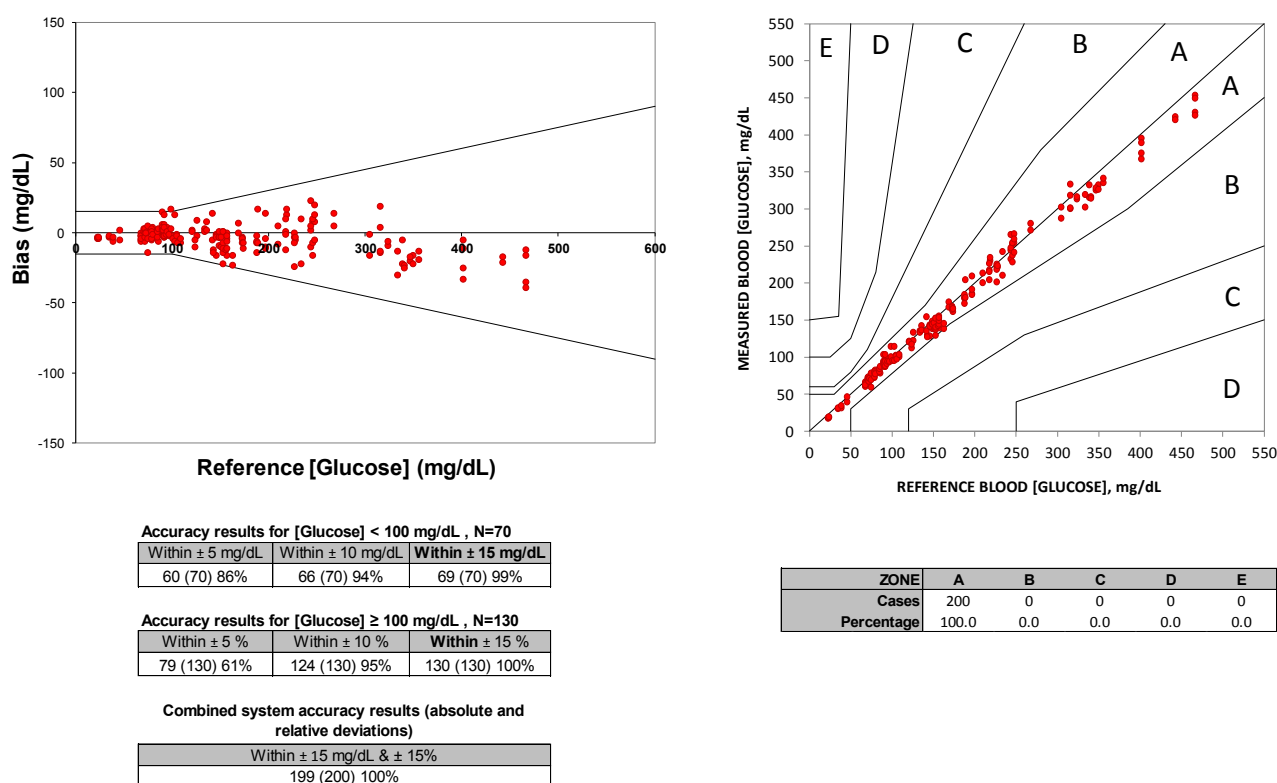 150
100
50
0
-50
-100
-150
0 100 200 300 400 500 600
Bias (mg/dL)
Reference [Glucose] (mg/dL)
Accuracy results for [Glucose] < 100 mg/dL , N=70
Within ± 5 mg/dL Within ± 10 mg/dL Within ± 15 mg/dL
60 (70) 86% 66 (70) 94% 69 (70) 99%
Accuracy results for [Glucose] ≥ 100 mg/dL , N=130
Within ± 5 % Within ± 10 % Within ± 15 %
79 (130) 61% 124 (130) 95% 130 (130) 100%
Combined system accuracy results (absolute and
relative deviations)
Within ± 15 mg/dL & ± 15%
199 (200) 100%
550
500
450
400
350
300
250
200
150
100
50
0
0 50 100 150 200 250 300 350 400 450 500 550
MEASURED BLOOD [GLUCOSE], mg/dL
REFERENCE BLOOD [GLUCOSE], mg/dL
E D C B A
A
B
C
D
ZONE A B C D E
Cases 200 0 0 0 0
Percentage 100.0 0.0 0.0 0.0 0.0